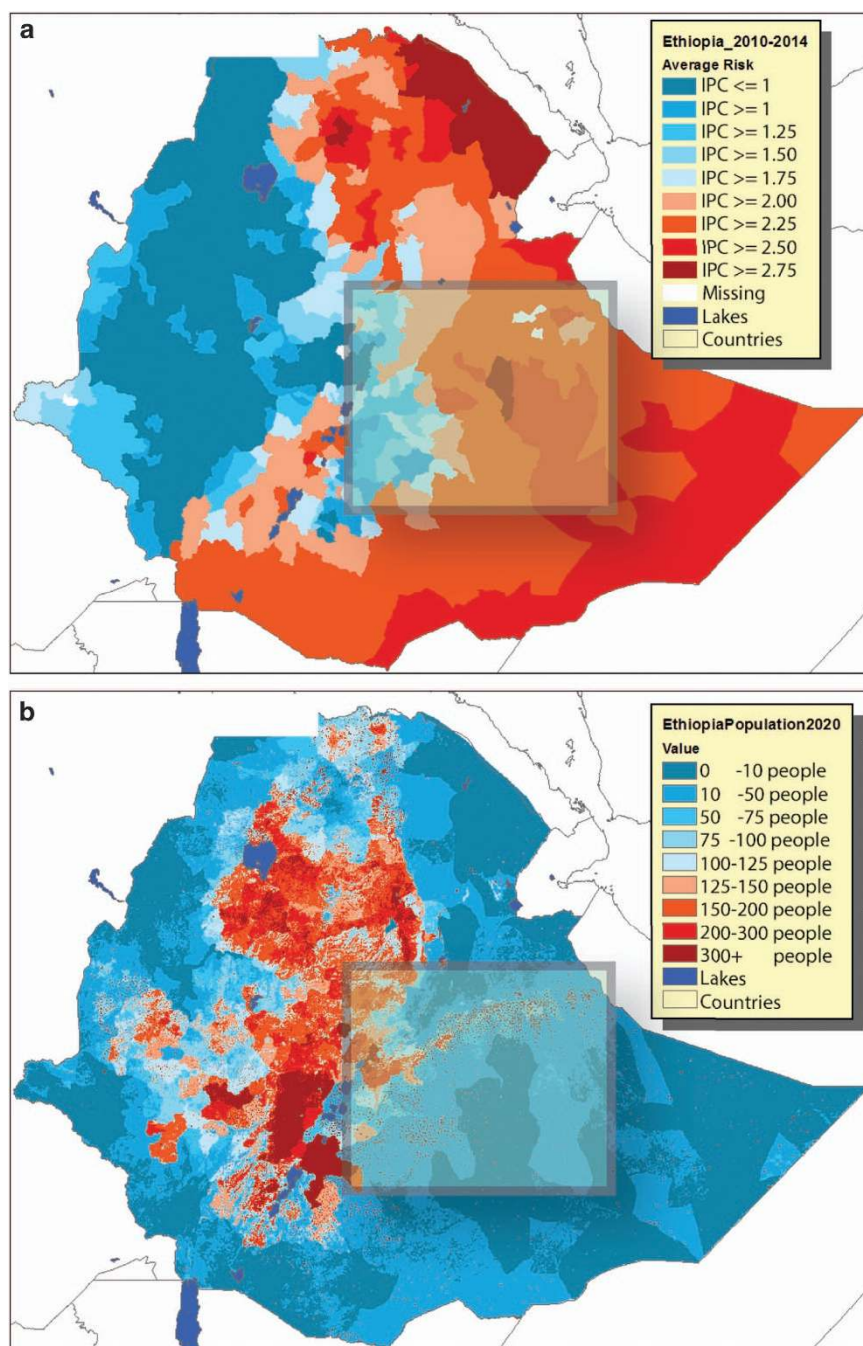 a
Ethiopia_2010-2014
Average Risk
IPC <= 1
IPC >= 1
IPC >= 1.25
IPC >= 1.50
IPC >= 1.75
IPC >= 2.00
IPC >= 2.25
IPC >= 2.50
IPC >= 2.75
Missing
Lakes
Countries
b
EthiopiaPopulation2020
Value
0 -10 people
10 -50 people
50 -75 people
75 -100 people
100-125 people
125-150 people
150-200 people
200-300 people
300+ people
Lakes
Countries